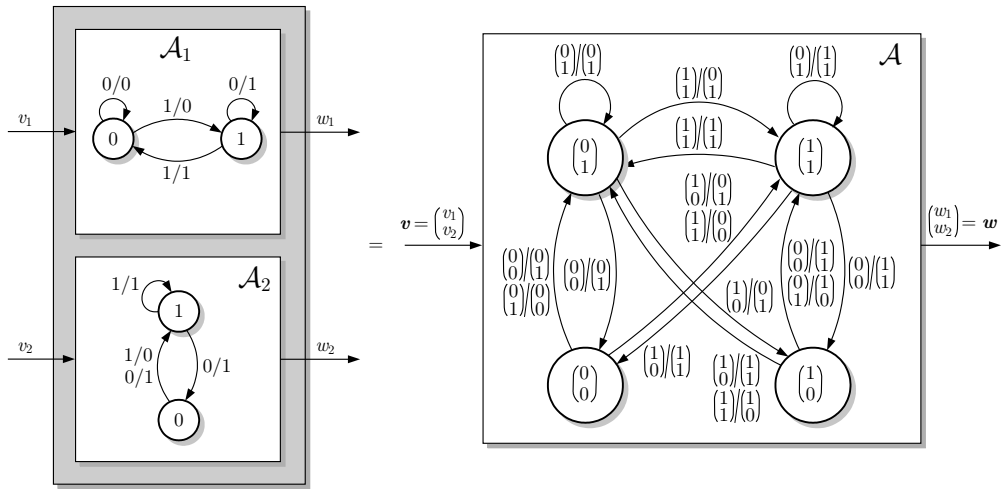 𝒜₁
0/0
0/1
1/0
v₁
0
1
w₁
1/1
𝒜₂
1/1
1
v₂
w₂
1/0
0/1
0/1
0
=
v = (v₁ v₂)
𝒜
(0 1)/(0 1)
(1 1)/(0 1)
(1 1)/(1 1)
(0 1)/(1 1)
(0 1)
(1 1)
(1 0)/(1 0)
(1 1)/(0 0)
(w₁ w₂) = w
(0 0)/(0 1)
(0 1)/(0 0)
(0 0)/(0 1)
(1 0)/(0 1)
(0 0)/(1 1)
(0 1)/(1 0)
(0 0)/(1 1)
(0 0)
(1 0)/(1 1)
(1 0)/(1 1)
(1 1)/(1 0)
(1 0)